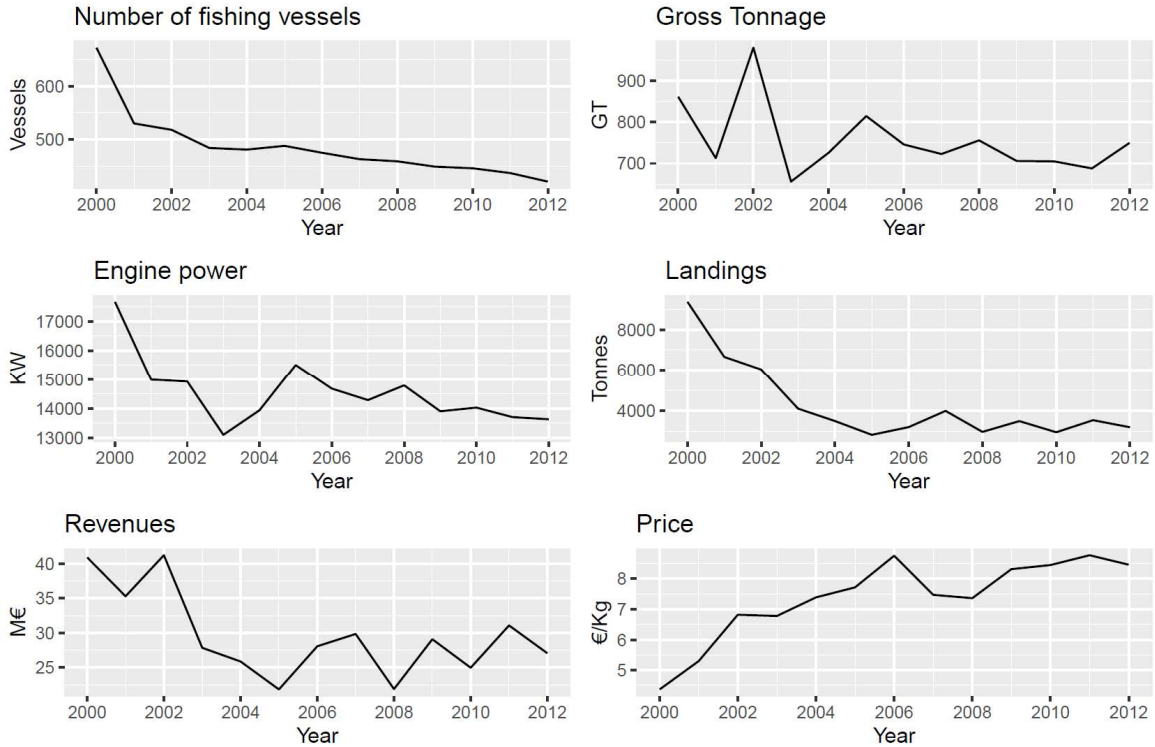 Number of fishing vessels
Vessels
600
500
2000 2002 2004 2006 2008 2010 2012
Year
Gross Tonnage
GT
900
800
700
2000 2002 2004 2006 2008 2010 2012
Year
Engine power
KW
17000
16000
15000
14000
13000
2000 2002 2004 2006 2008 2010 2012
Year
Landings
Tonnes
8000
6000
4000
2000 2002 2004 2006 2008 2010 2012
Year
Revenues
M€
40
35
30
25
2000 2002 2004 2006 2008 2010 2012
Year
Price
€/Kg
8
7
6
5
2000 2002 2004 2006 2008 2010 2012
Year